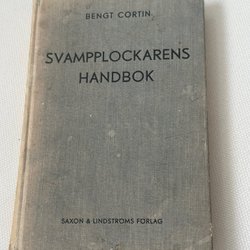 BENGT CORTIN
SVAMPPLOCKARENS
HANDBOK
SAXON & LINDSTRÖMS FÖRLAG